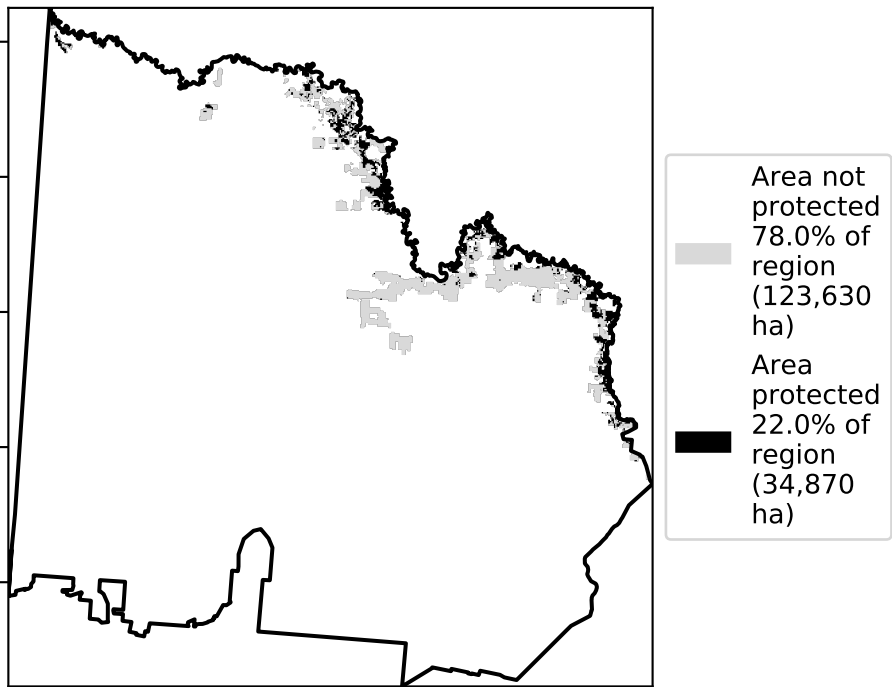 Area not
protected
78.0% of
region
(123,630
ha)
Area
protected
22.0% of
region
(34,870
ha)